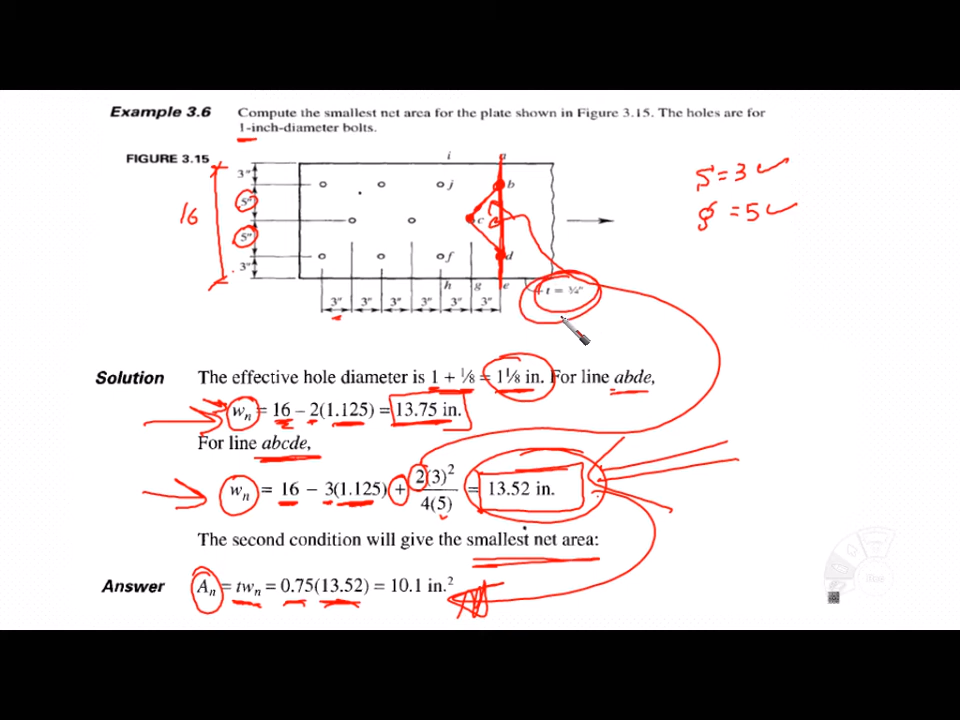 Example 3.6 Compute the smallest net area for the plate shown in Figure 3.15. The holes are for
1-inch-diameter bolts.
FIGURE 3.15
i a
3"
j b
5"
16
c
5"
f d
3"
h g e
t = ¾"
3" 3" 3" 3" 3" 3"
S = 3 ✓
g = 5 ✓
Solution The effective hole diameter is 1 + ⅛ = 1⅛ in. For line abde,
wₙ = 16 − 2(1.125) = 13.75 in.
For line abcde,
wₙ = 16 − 3(1.125) + 2(3)²/4(5) = 13.52 in.
The second condition will give the smallest net area:
Answer Aₙ = twₙ = 0.75(13.52) = 10.1 in.²